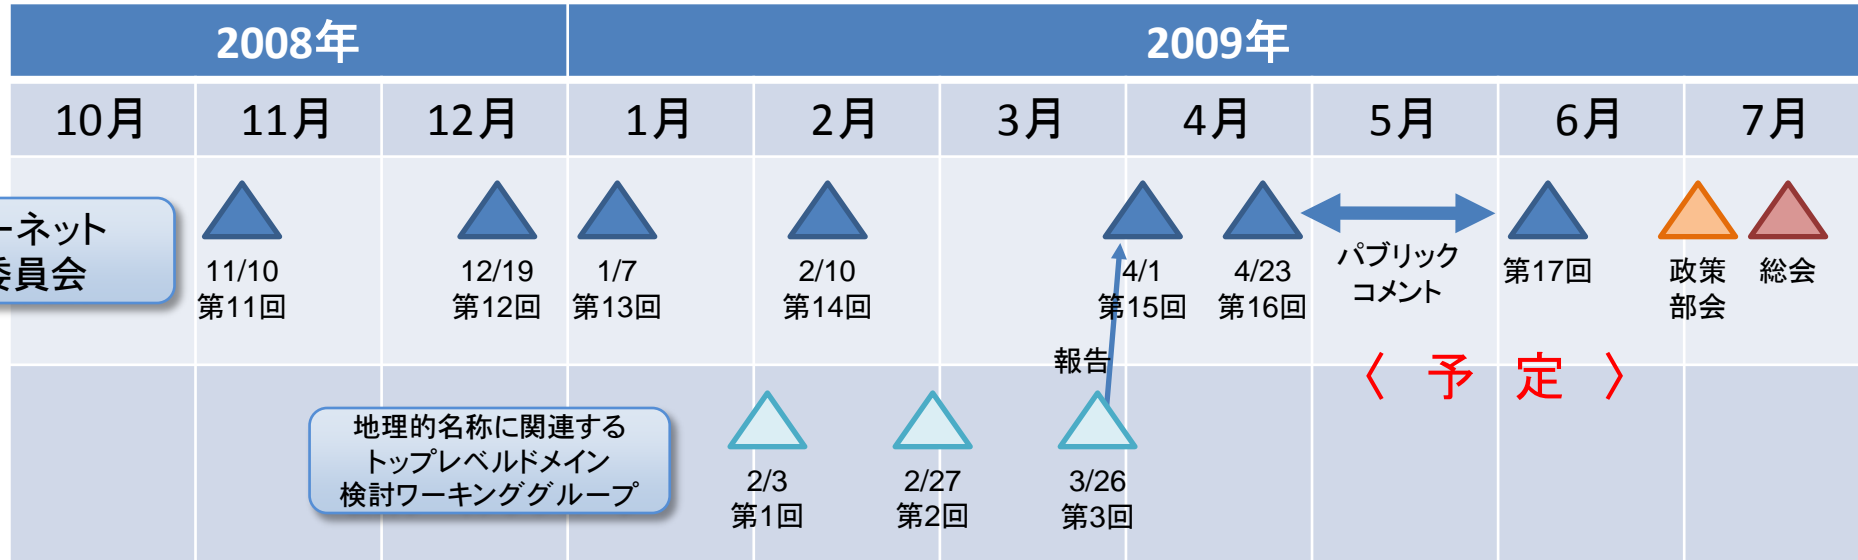 2008年
2009年
10月
11月
12月
1月
2月
3月
4月
5月
6月
7月
ーネット
委員会
11/10
第11回
12/19
第12回
1/7
第13回
2/10
第14回
4/1
第15回
4/23
第16回
パブリック
コメント
第17回
政策
部会
総会
報告
〈 予 定 〉
地理的名称に関連する
トップレベルドメイン
検討ワーキンググループ
2/3
第1回
2/27
第2回
3/26
第3回